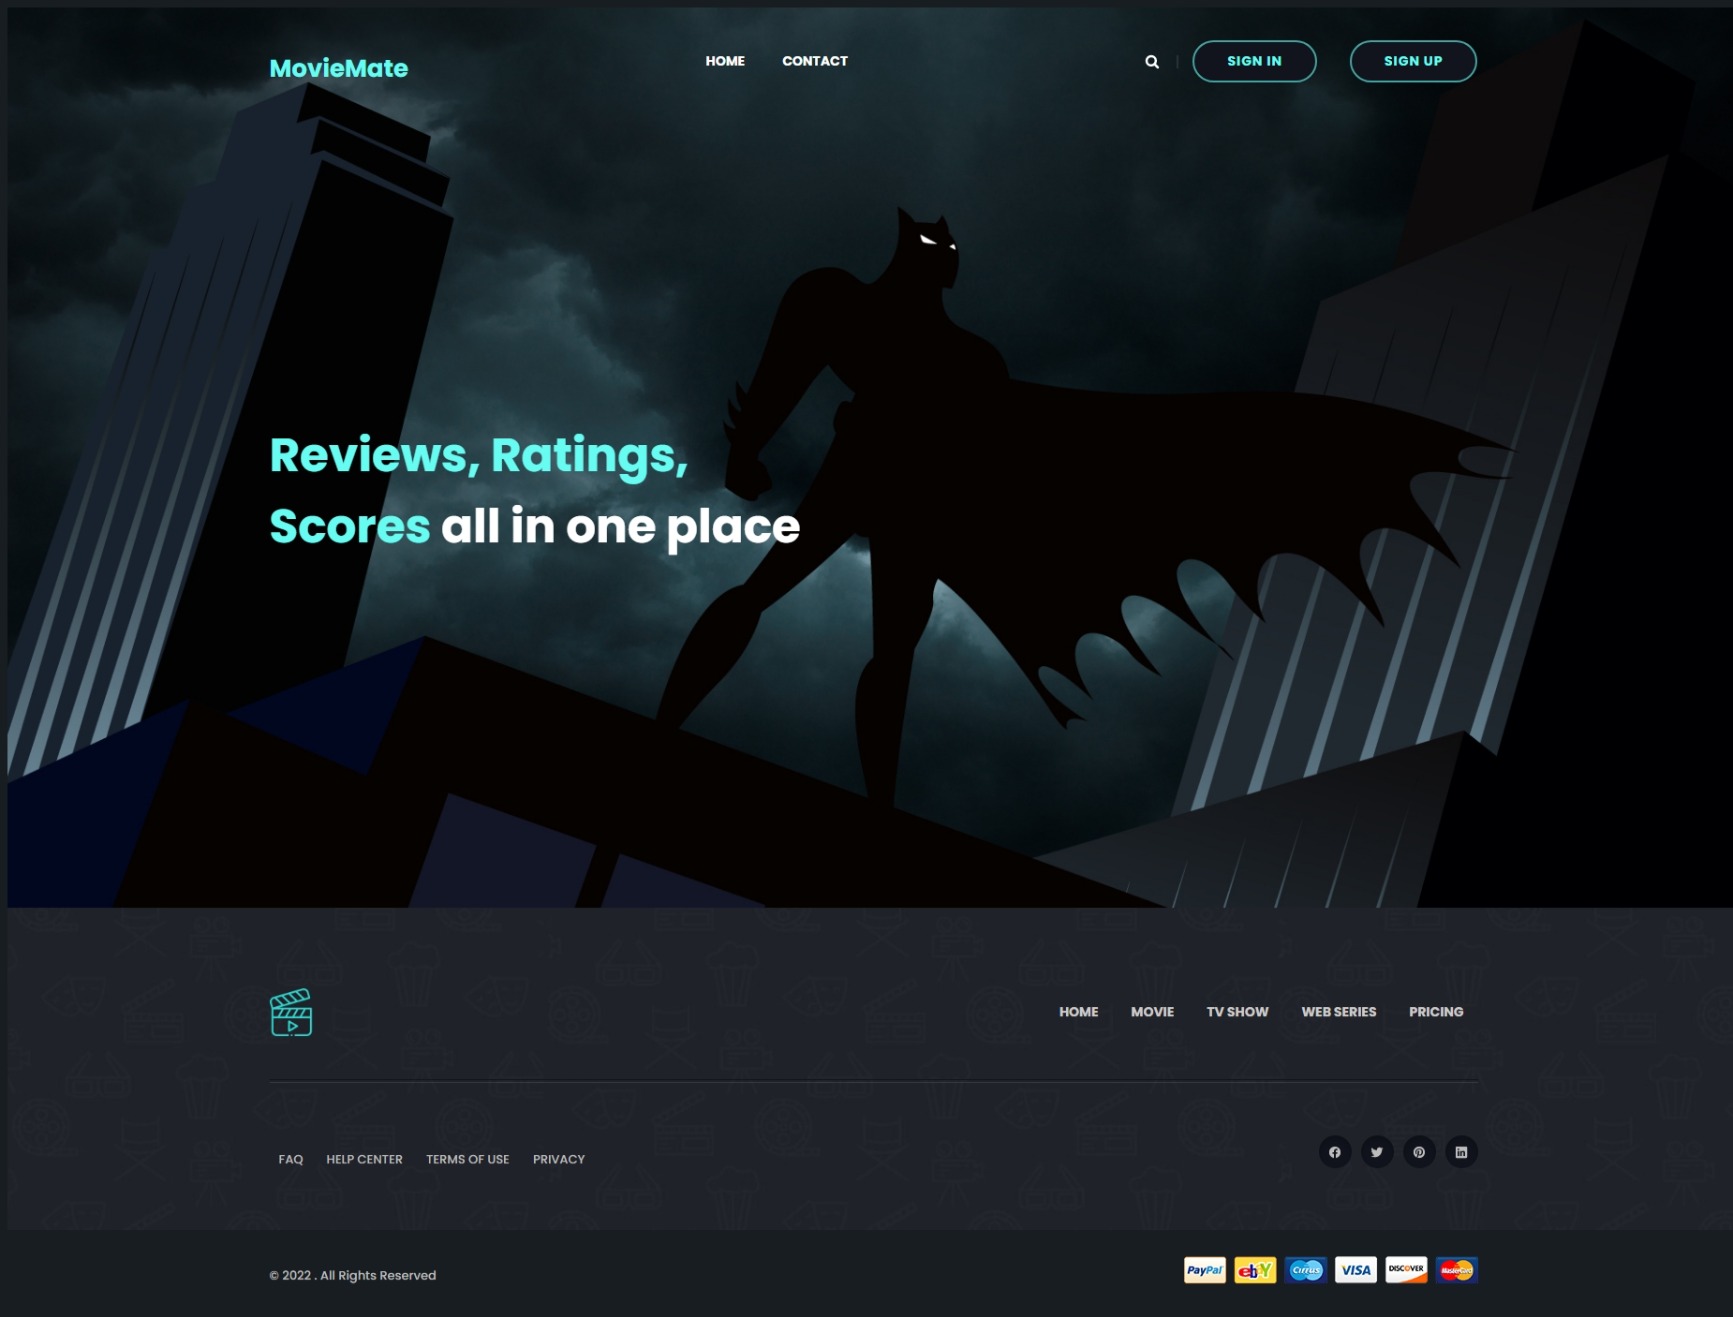 MovieMate
HOME CONTACT
SIGN IN SIGN UP
Reviews, Ratings,
Scores all in one place
HOME MOVIE TV SHOW WEB SERIES PRICING
FAQ HELP CENTER TERMS OF USE PRIVACY
© 2022 . All Rights Reserved
PayPal ebY Cirrus VISA DISCOVER MasterCard